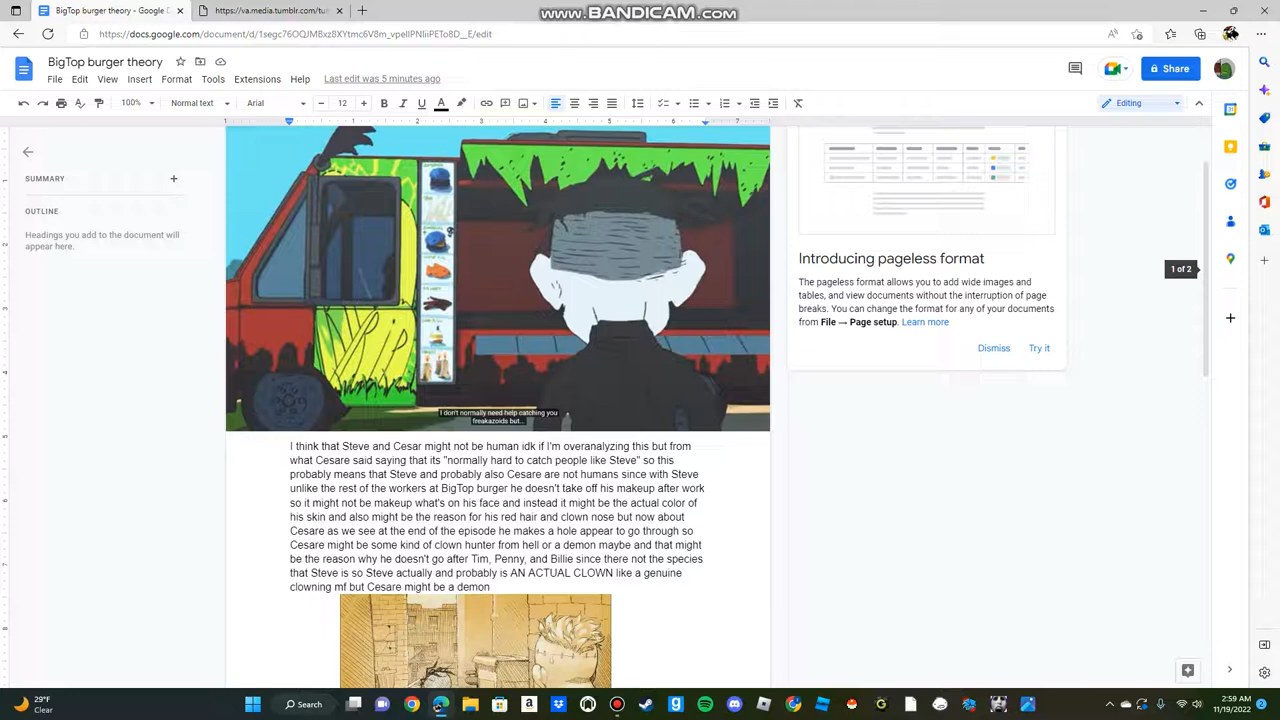 www.BANDICAM.com
BigTop burger theory - Google D
https://va.media.tumblr.com/tum
https://docs.google.com/document/d/1segc76OQJMBxz8XYtmc6V8m_vpelIPNIiiPETo8D__E/edit
BigTop burger theory
File Edit View Insert Format Tools Extensions Help Last edit was 5 minutes ago
Share
100% Normal text Arial 12 Editing
1 1 2 3 4 5 6 7
SUMMARY
OUTLINE
Headings you add to the document will
appear here.
I don't normally need help catching you
freakazoids but...
I think that Steve and Cesar might not be human idk if I'm overanalyzing this but from
what Cesare said saying that its "normally hard to catch people like Steve" so this
probably means that Steve and probably also Cesare are not humans since with Steve
unlike the rest of the workers at BigTop burger he doesn't take off his makeup after work
so it might not be makeup what's on his face and instead it might be the actual color of
his skin and also might be the reason for his red hair and clown nose but now about
Cesare as we see at the end of the episode he makes a hole appear to go through so
Cesare might be some kind of clown hunter from hell or a demon maybe and that might
be the reason why he doesn't go after Tim, Penny, and Billie since there not the species
that Steve is so Steve actually and probably is AN ACTUAL CLOWN like a genuine
clowning mf but Cesare might be a demon
Introducing pageless format
The pageless format allows you to add wide images and
tables, and view documents without the interruption of page
breaks. You can change the format for any of your documents
from File → Page setup. Learn more
Dismiss Try it
1 of 2
29°F
Clear
Search
2:59 AM
11/19/2022